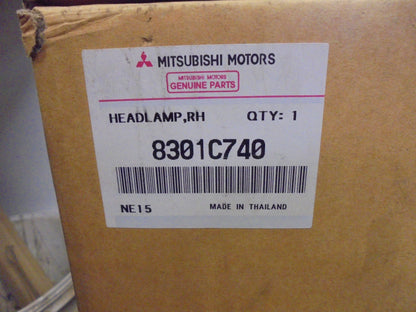 MITSUBISHI MOTORS
MITSUBISHI MOTORS
GENUINE PARTS
HEADLAMP,RH QTY: 1
8301C740
NE15 MADE IN THAILAND